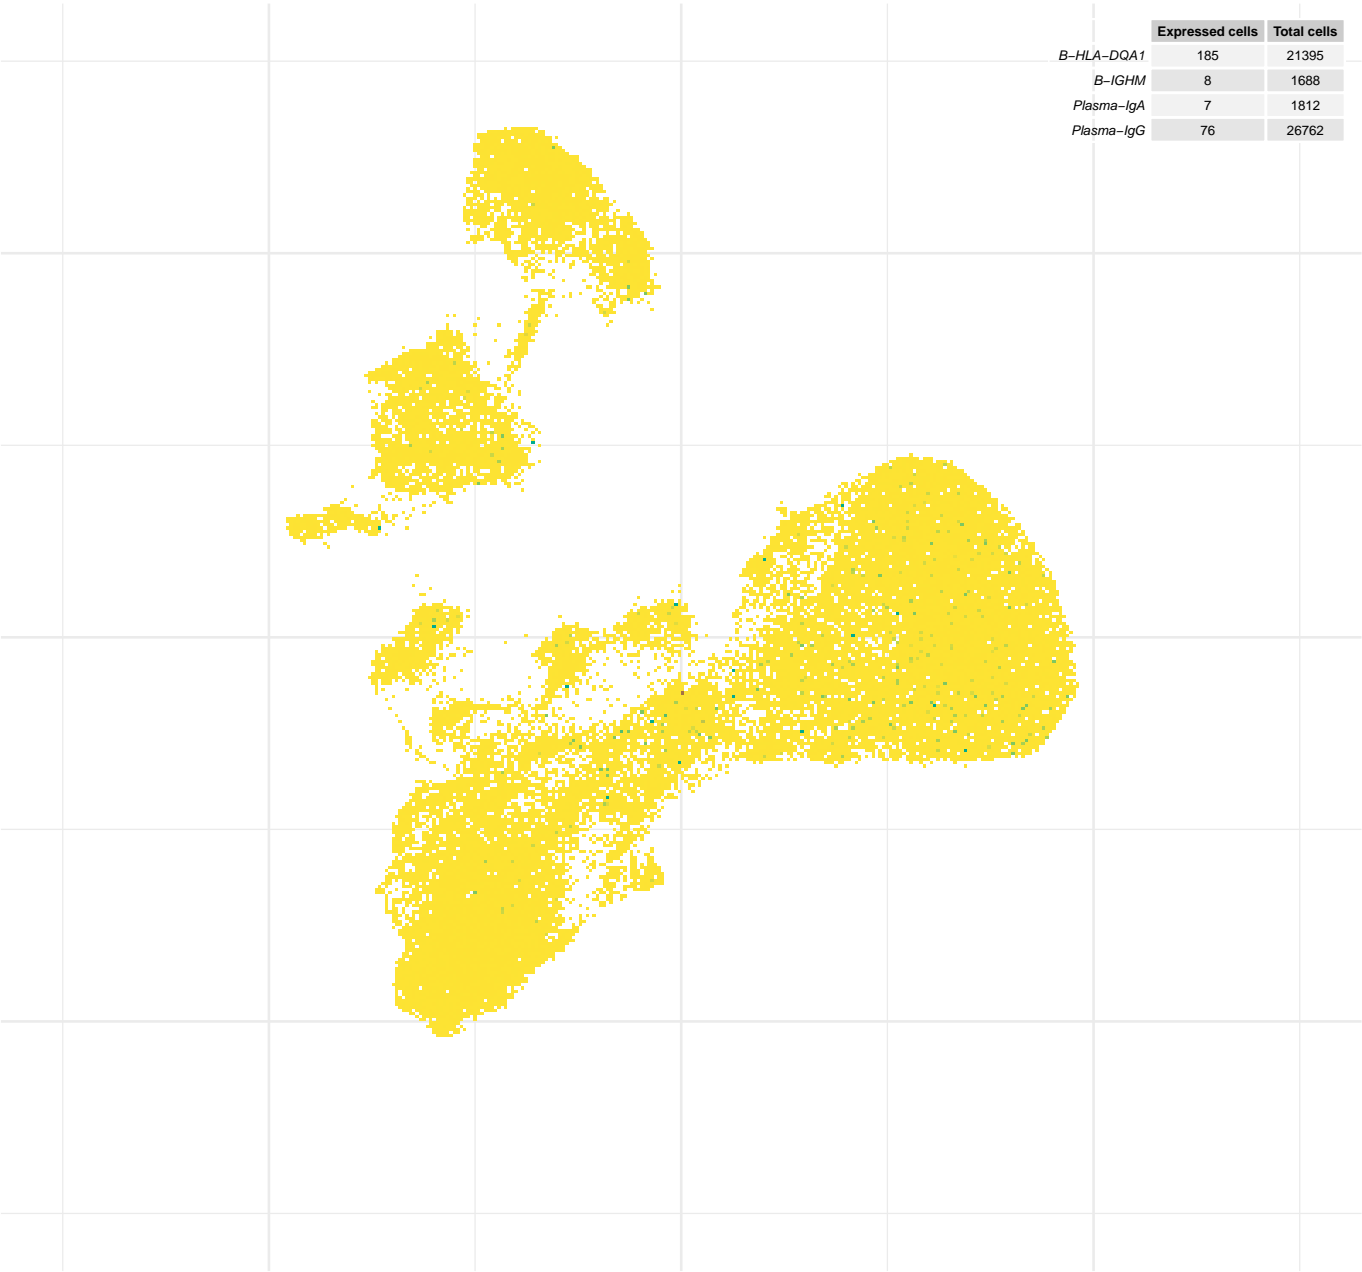 Expressed cells Total cells
B−HLA−DQA1 185 21395
B−IGHM 8 1688
Plasma−IgA 7 1812
Plasma−IgG 76 26762